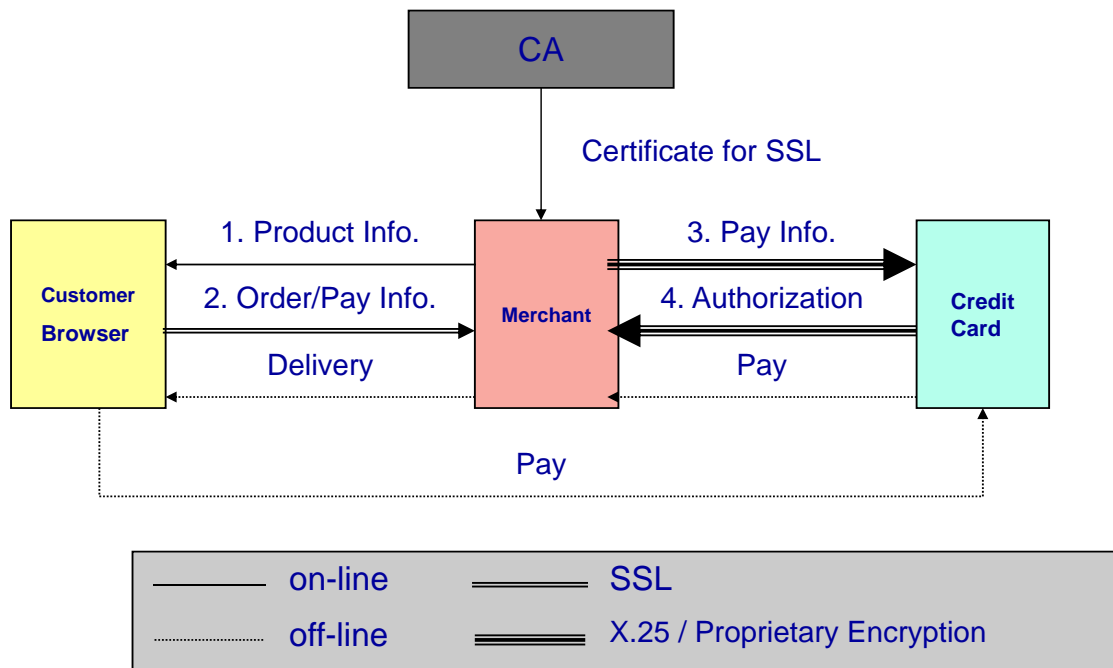 CA
Certificate for SSL
1. Product Info.
3. Pay Info.
Customer
Browser
2. Order/Pay Info.
Merchant
4. Authorization
Credit
Card
Delivery
Pay
Pay
on-line
SSL
off-line
X.25 / Proprietary Encryption